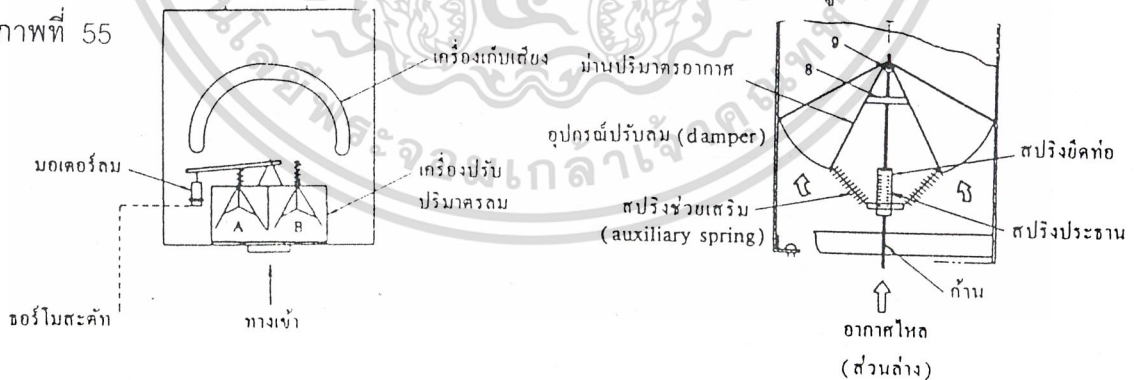 ภาพที่ 55
เครื่องเก็บเสียง
มอเตอร์ลม
เครื่องปรับ
ปริมาตรลม
A
B
ธอร์โมสะตัท
ทางเข้า
9
8
ม่านปริมาตรอากาศ
อุปกรณ์ปรับลม (damper)
สปริงยึดท่อ
สปริงช่วยเสริม
(auxiliary spring)
สปริงประธาน
ก้าน
อากาศไหล
(ส่วนล่าง)